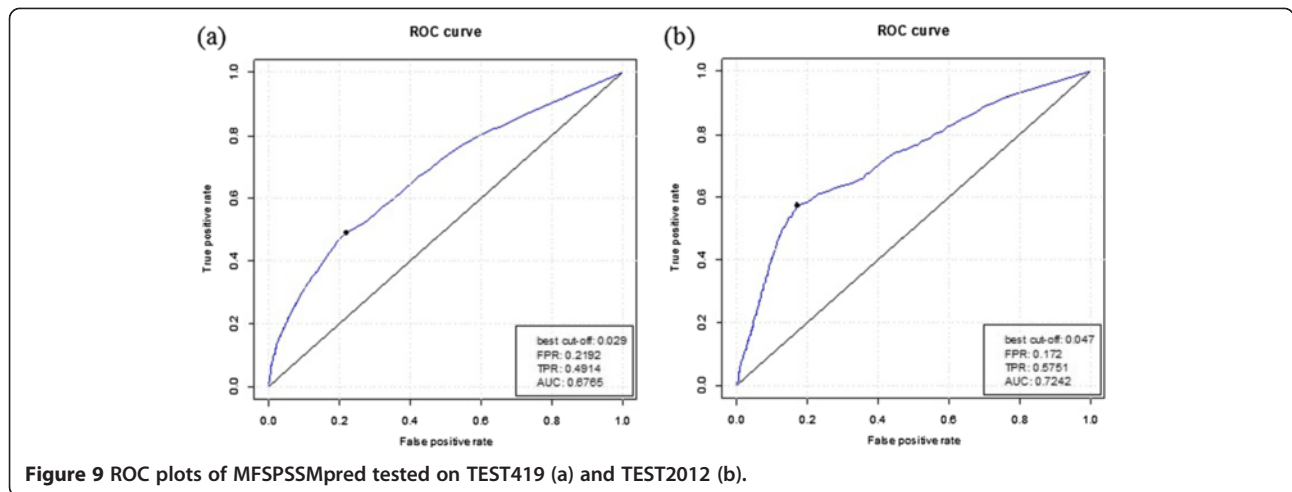 (a)
ROC curve
True positive rate
1.0
0.8
0.6
0.4
0.2
0.0
0.0 0.2 0.4 0.6 0.8 1.0
False positive rate
best cut-off: 0.029
FPR: 0.2192
TPR: 0.4914
AUC: 0.6765
(b)
ROC curve
True positive rate
1.0
0.8
0.6
0.4
0.2
0.0
0.0 0.2 0.4 0.6 0.8 1.0
False positive rate
best cut-off: 0.047
FPR: 0.172
TPR: 0.5751
AUC: 0.7242
Figure 9 ROC plots of MFSPSSMpred tested on TEST419 (a) and TEST2012 (b).